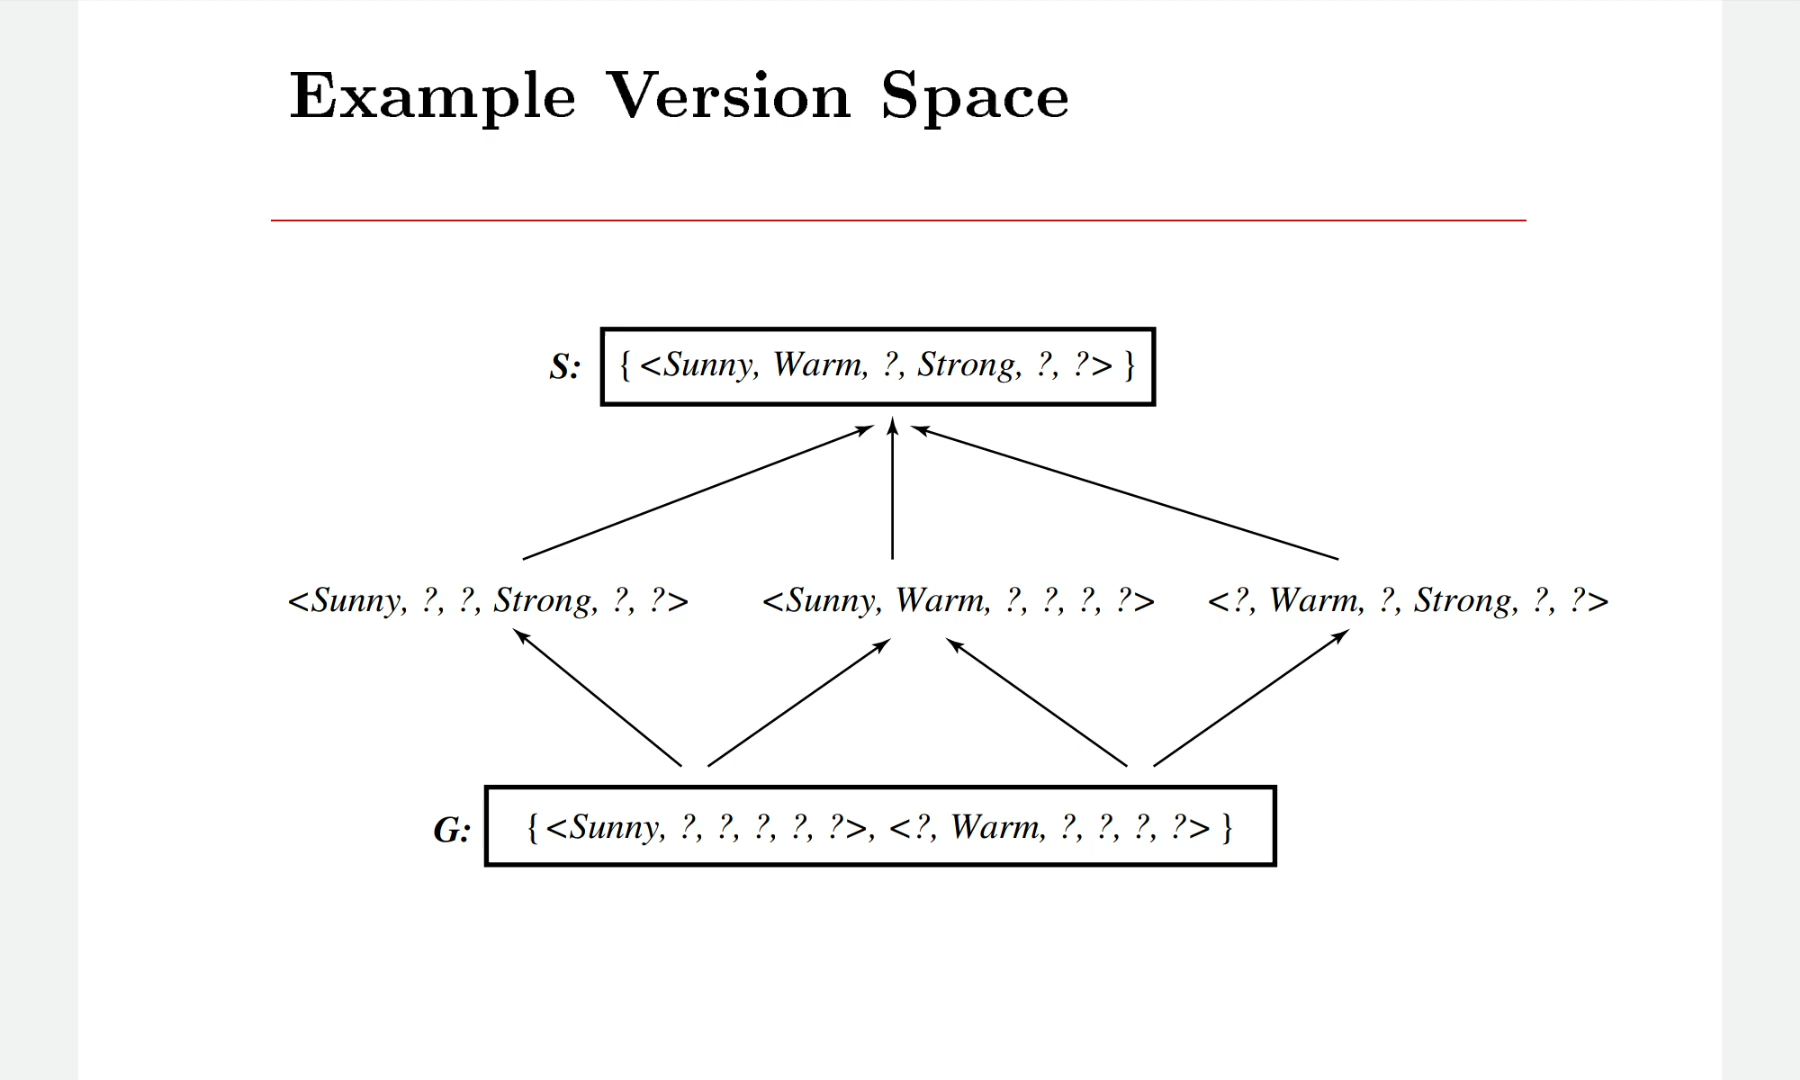 Example Version Space
S: { <Sunny, Warm, ?, Strong, ?, ?> }
<Sunny, ?, ?, Strong, ?, ?> <Sunny, Warm, ?, ?, ?, ?> <?, Warm, ?, Strong, ?, ?>
G: { <Sunny, ?, ?, ?, ?, ?>, <?, Warm, ?, ?, ?, ?> }